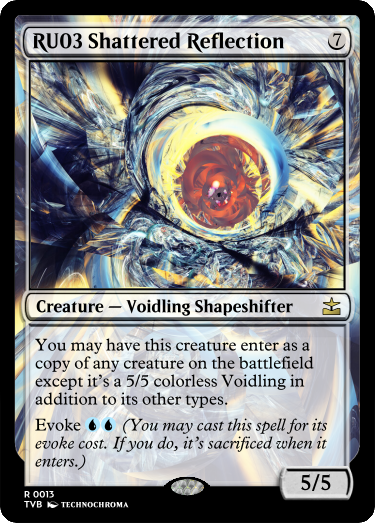 RU03 Shattered Reflection 7
Creature — Voidling Shapeshifter
You may have this creature enter as a
copy of any creature on the battlefield
except it's a 5/5 colorless Voidling in
addition to its other types.
Evoke (You may cast this spell for its
evoke cost. If you do, it's sacrificed when it
enters.)
5/5
R 0013
TVB TECHNOCHROMA